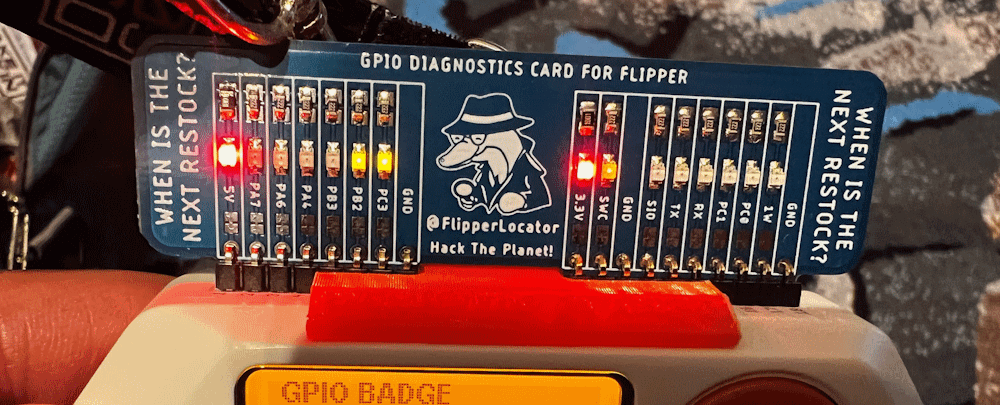 GPIO DIAGNOSTICS CARD FOR FLIPPER
WHEN IS THE
NEXT RESTOCK?
5V
PA7
PA6
PA4
PB3
PB2
PC3
GND
@FlipperLocator
Hack The Planet!
3.3V
SWC
GND
SIO
TX
RX
PC1
PC0
1W
GND
WHEN IS THE
NEXT RESTOCK?
GPIO BADGE